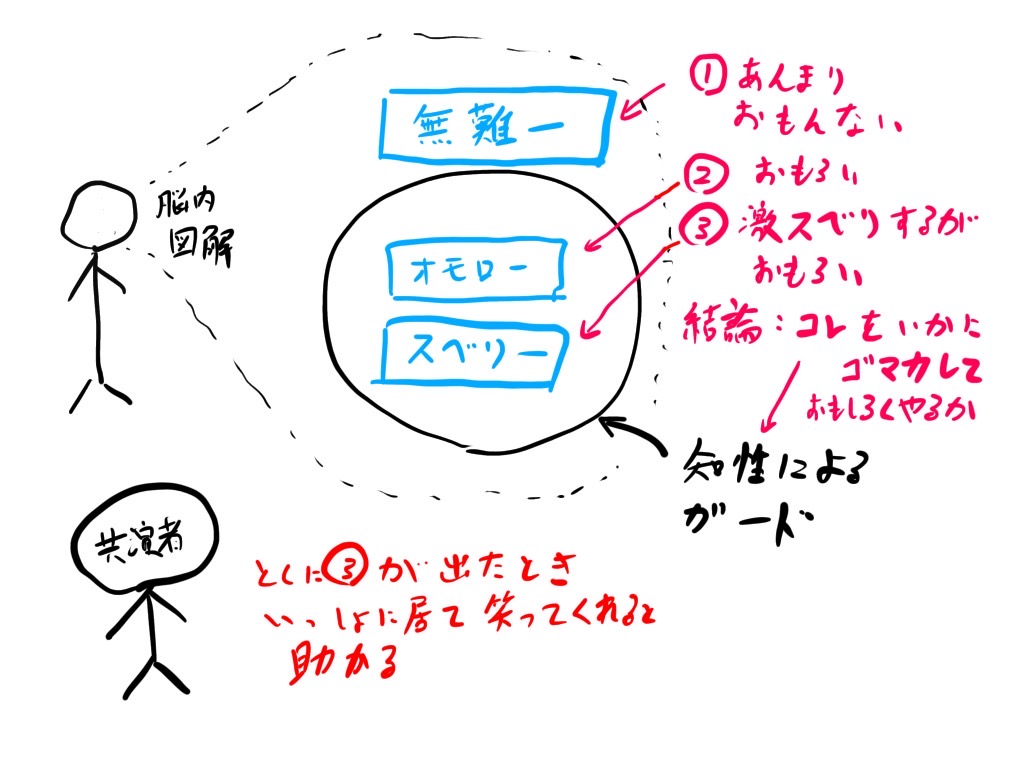 脳内
図解
無難ー
オモロー
スベリー
①あんまり
おもんない。
② おもろい
③ 激スベりするが
おもろい。
結論:コレをいかに
ゴマカして
おもしろくやるか
知性による
ガード
共演者
とくに③が出たとき
いっしょに居て笑ってくれると
助かる